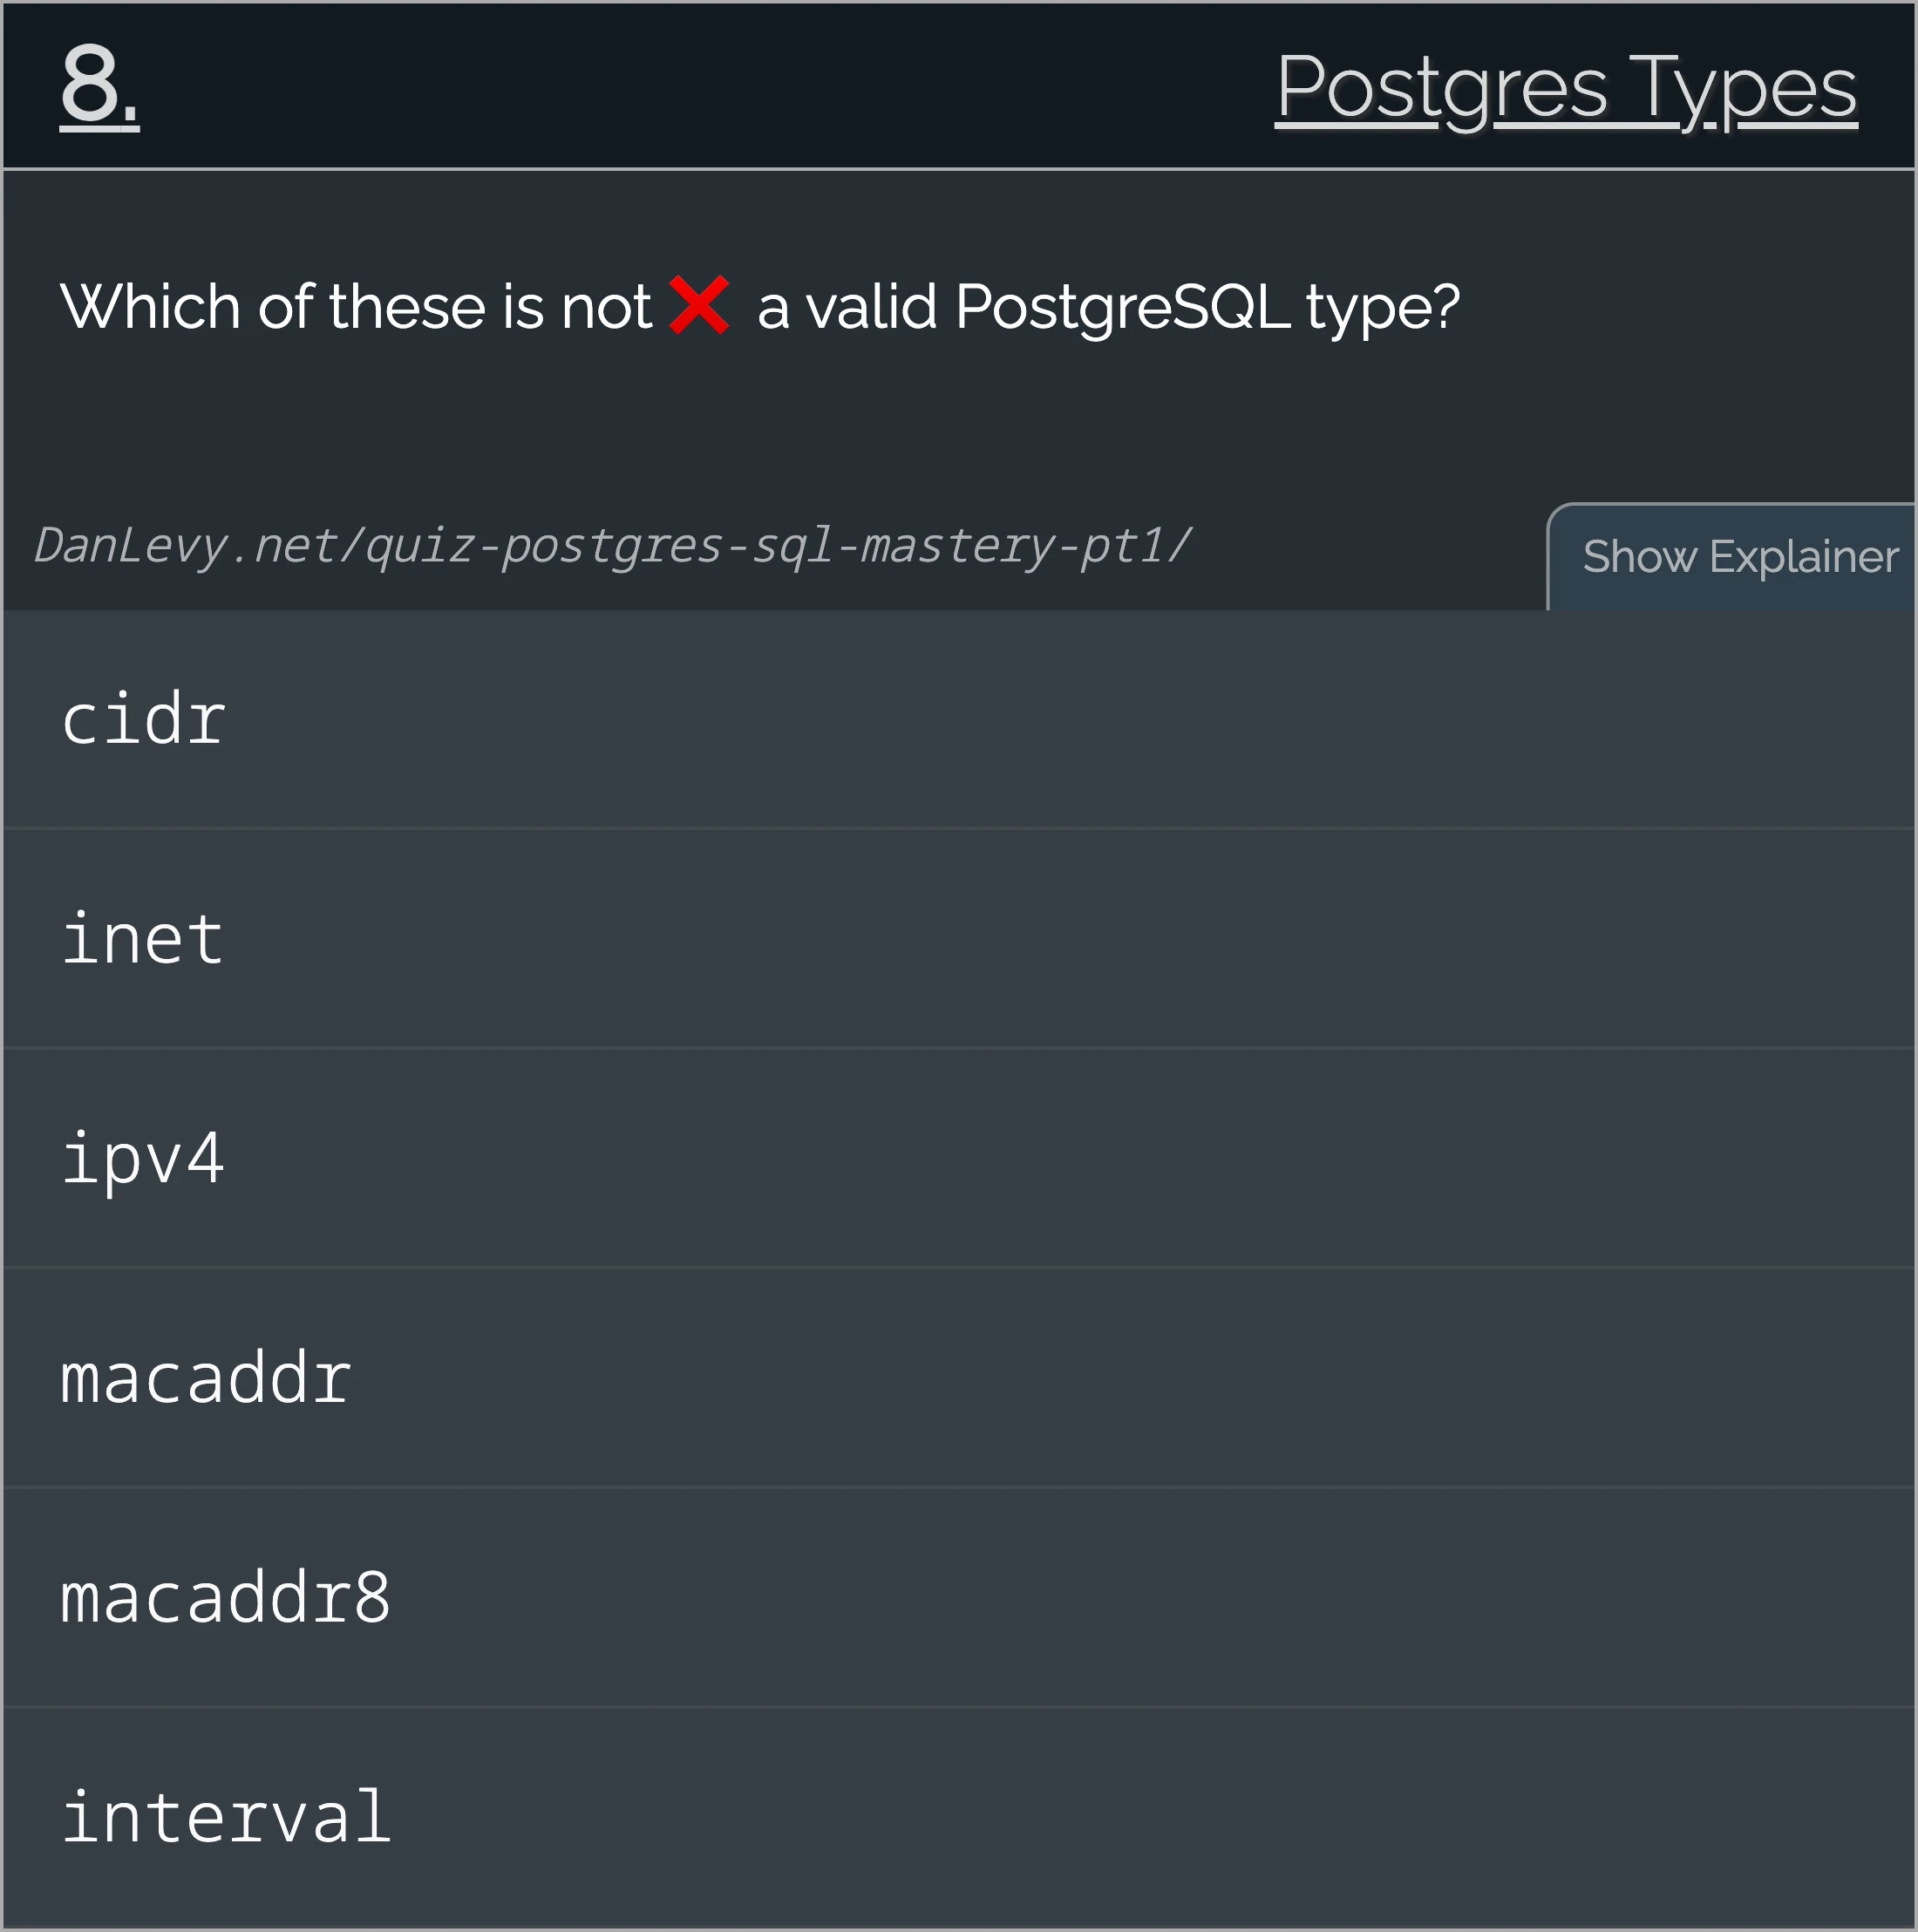 8.
Postgres Types
Which of these is not ❌ a valid PostgreSQL type?
DanLevy.net/quiz-postgres-sql-mastery-pt1/
Show Explainer
cidr
inet
ipv4
macaddr
macaddr8
interval